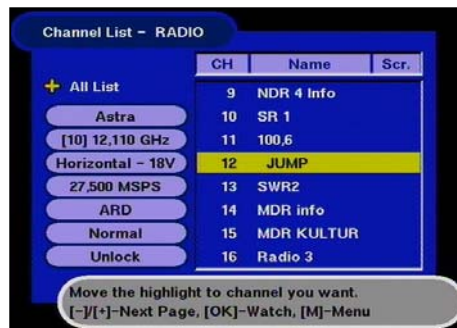 Channel List - RADIO
CH Name Scr.
+ All List
9 NDR 4 Info
Astra
10 SR 1
[10] 12,110 GHz
11 100,6
Horizontal - 18V
12 JUMP
27,500 MSPS
13 SWR2
ARD
14 MDR info
Normal
15 MDR KULTUR
Unlock
16 Radio 3
Move the highlight to channel you want.
[-]/[+]-Next Page, [OK]-Watch, [M]-Menu